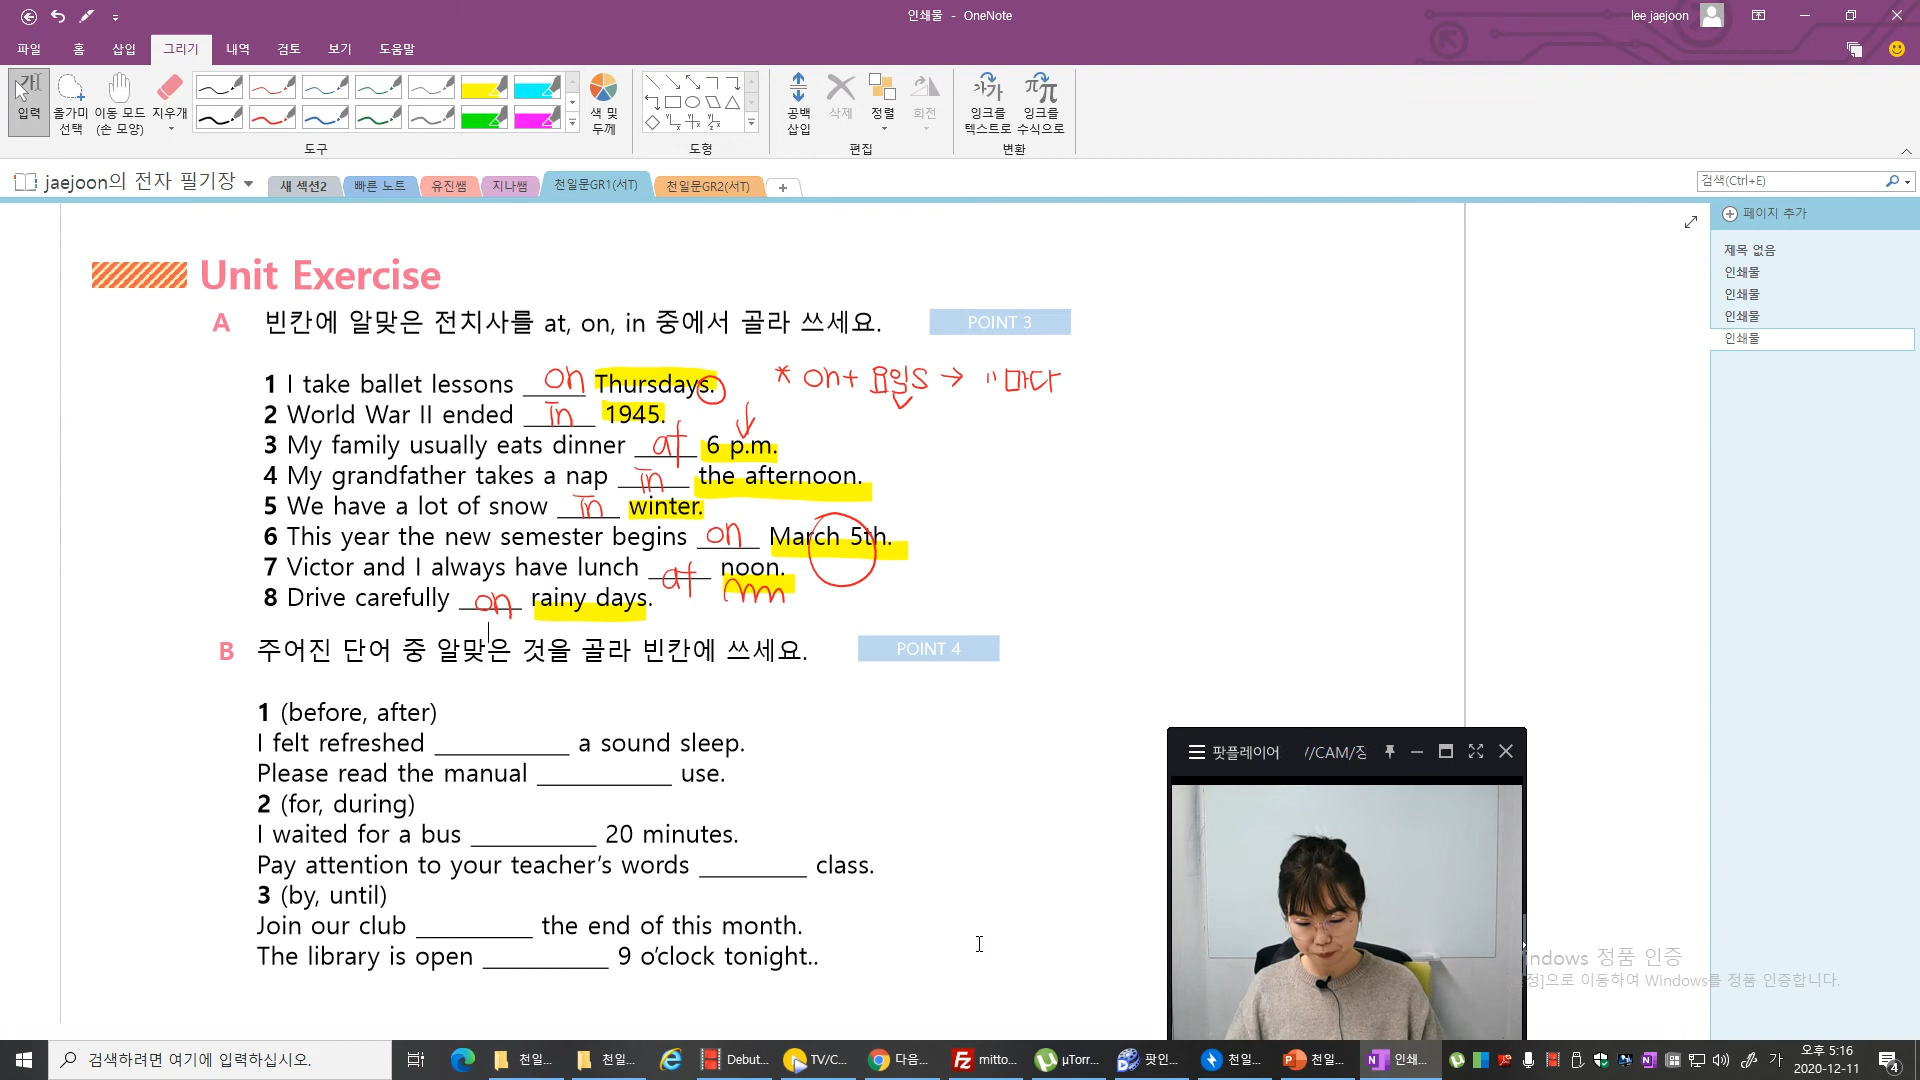 인쇄물 - OneNote
lee jaejoon
파일 홈 삽입 그리기 내역 검토 보기 도움말
입력
올가미 선택
이동 모드 (손 모양)
지우개
색 및 두께
공백 삽입
삭제
정렬
회전
잉크를 텍스트로
잉크를 수식으로
도구 도형 편집 변환
jaejoon의 전자 필기장 새 섹션2 빠른 노트 유진쌤 지나쌤 천일문GR1(서T) 천일문GR2(서T)
검색(Ctrl+E)
페이지 추가
제목 없음
인쇄물
인쇄물
인쇄물
인쇄물
Unit Exercise
A 빈칸에 알맞은 전치사를 at, on, in 중에서 골라 쓰세요. POINT 3
1 I take ballet lessons on Thursdays. * on+ 요일s → " 마다
2 World War II ended in 1945.
3 My family usually eats dinner at 6 p.m.
4 My grandfather takes a nap in the afternoon.
5 We have a lot of snow in winter.
6 This year the new semester begins on March 5th.
7 Victor and I always have lunch at noon.
8 Drive carefully on rainy days.
B 주어진 단어 중 알맞은 것을 골라 빈칸에 쓰세요. POINT 4
1 (before, after)
I felt refreshed __________ a sound sleep.
Please read the manual __________ use.
2 (for, during)
I waited for a bus __________ 20 minutes.
Pay attention to your teacher's words ________ class.
3 (by, until)
Join our club _________ the end of this month.
The library is open __________ 9 o'clock tonight..
팟플레이어 //CAM/장
ndows 정품 인증
정]으로 이동하여 Windows를 정품 인증합니다.
검색하려면 여기에 입력하십시오.
천일... 천일... Debut... TV/C... 다음... mitto... µTorr... 팟인... 천일... 천일... 인쇄...
가
오후 5:16
2020-12-11
4